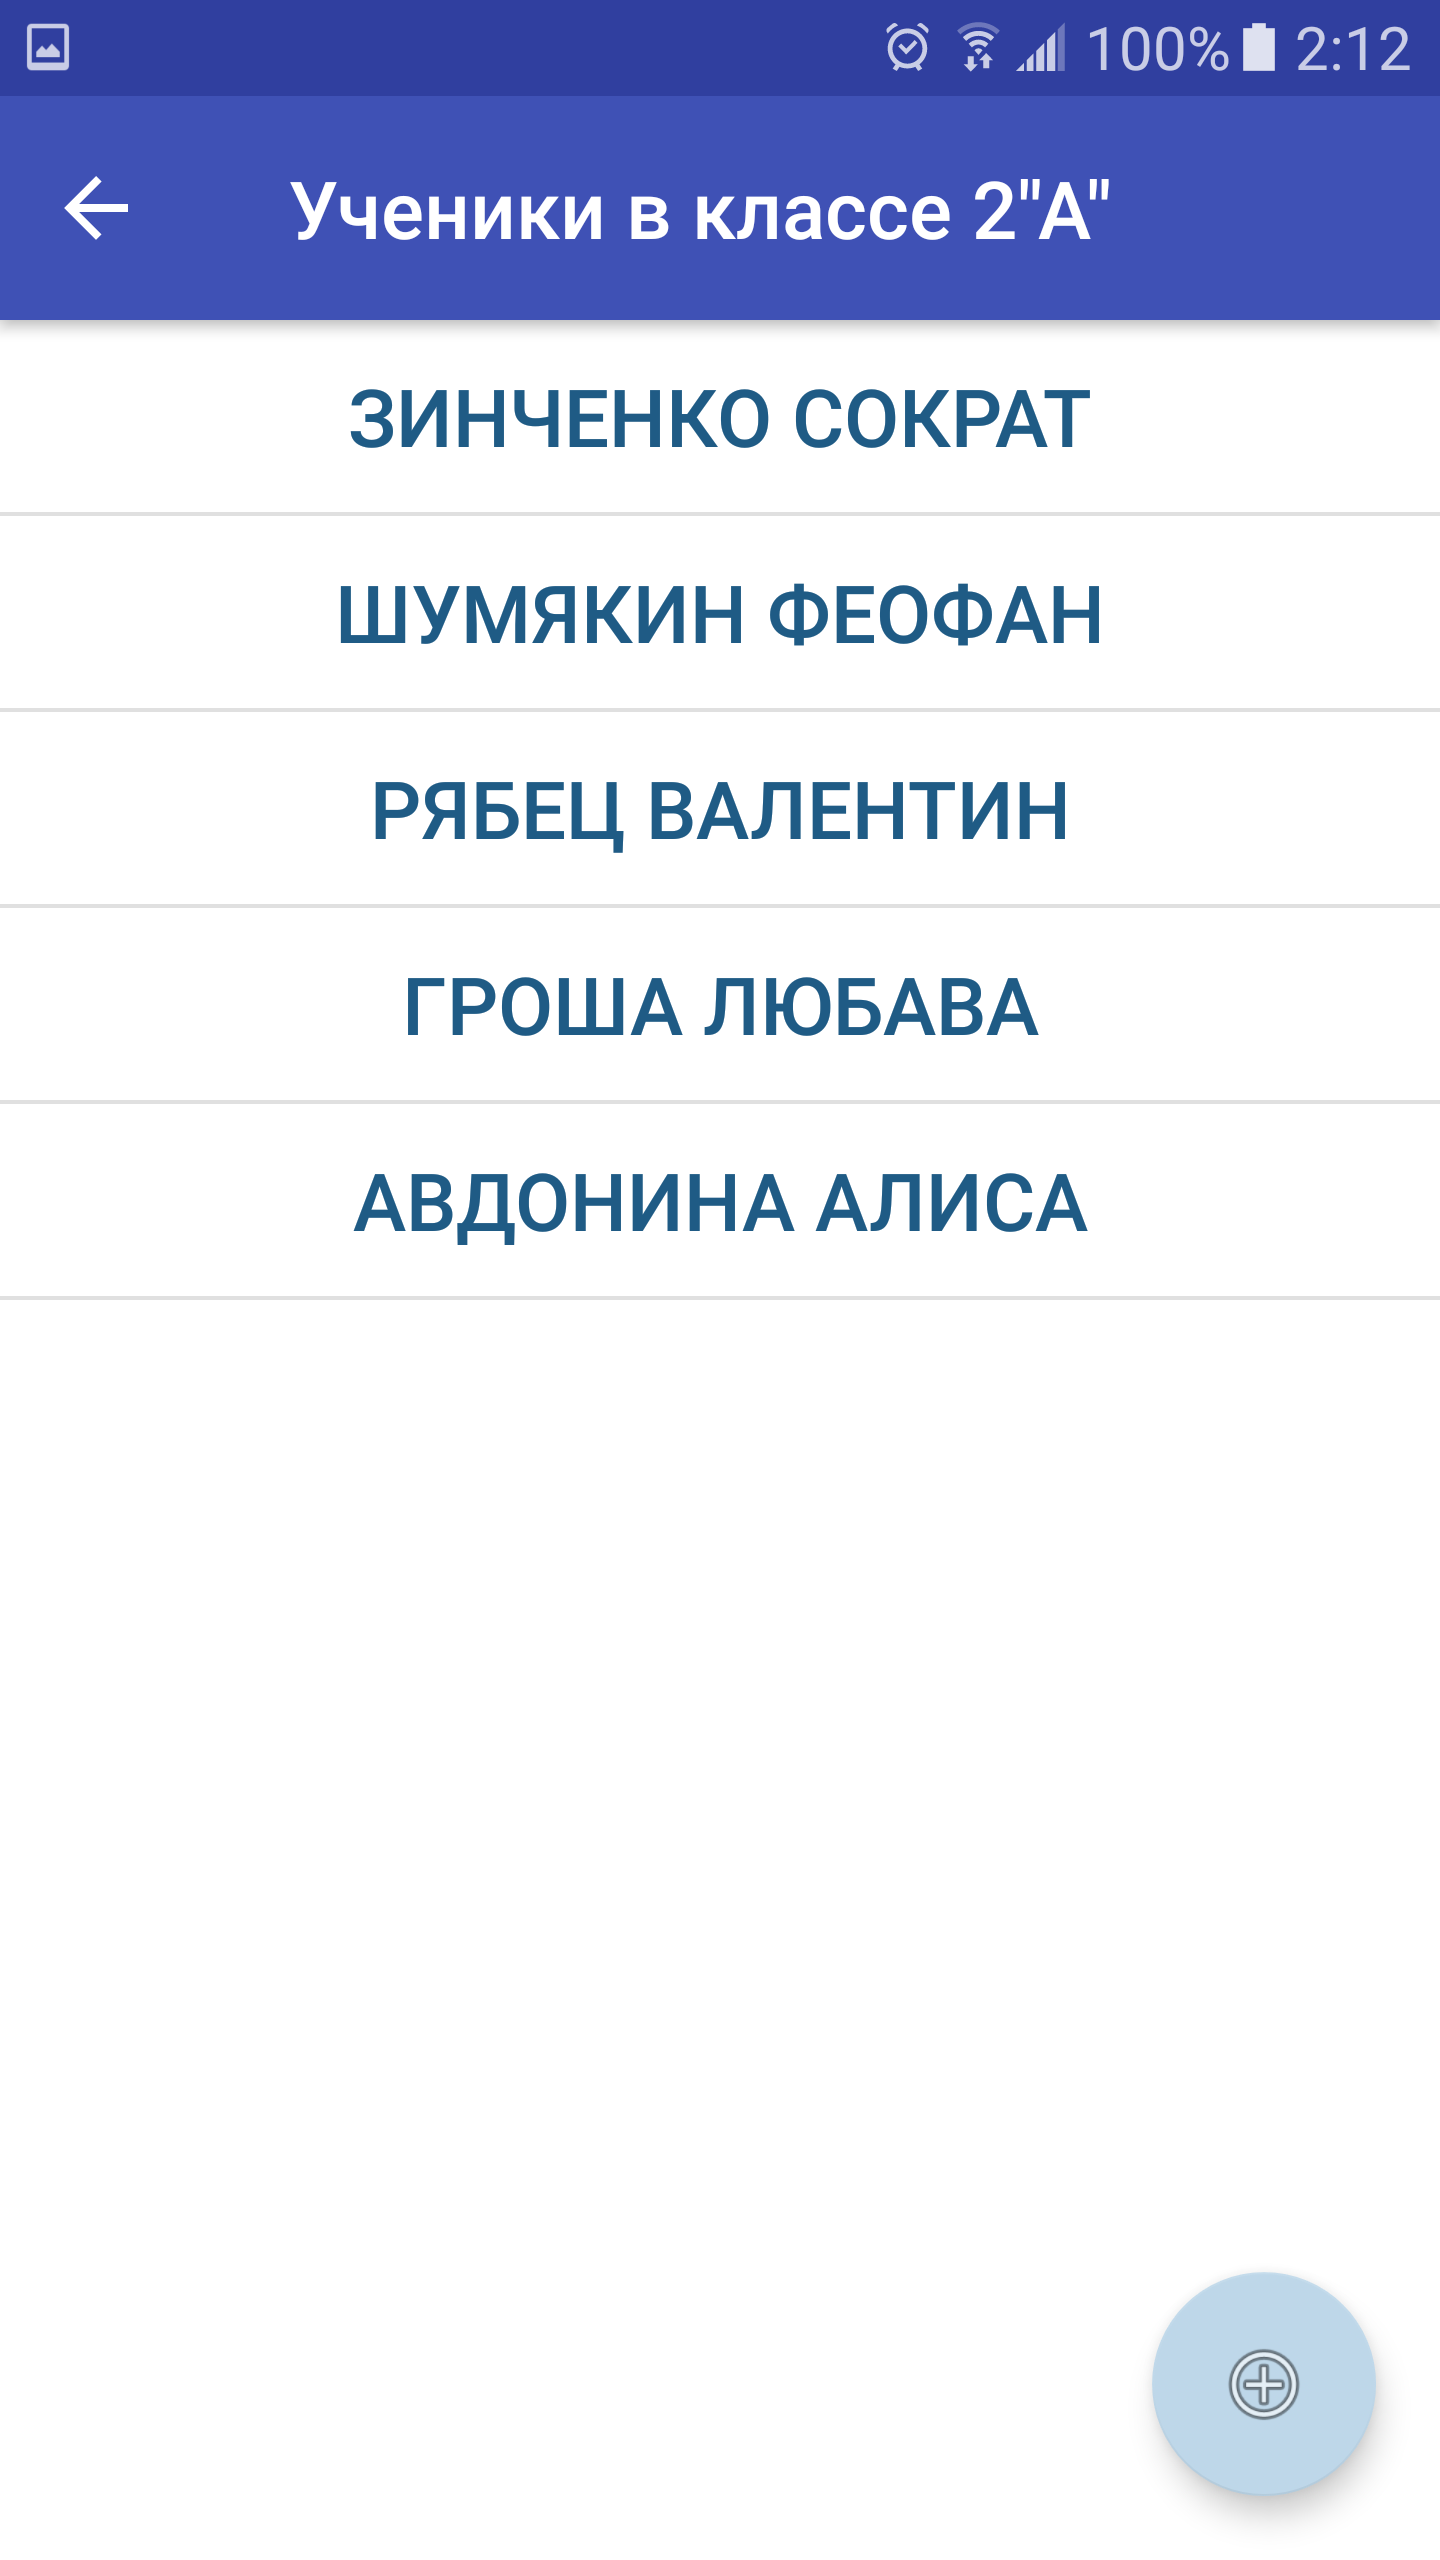 100% 2:12
Ученики в классе 2"А"
ЗИНЧЕНКО СОКРАТ
ШУМЯКИН ФЕОФАН
РЯБЕЦ ВАЛЕНТИН
ГРОША ЛЮБАВА
АВДОНИНА АЛИСА